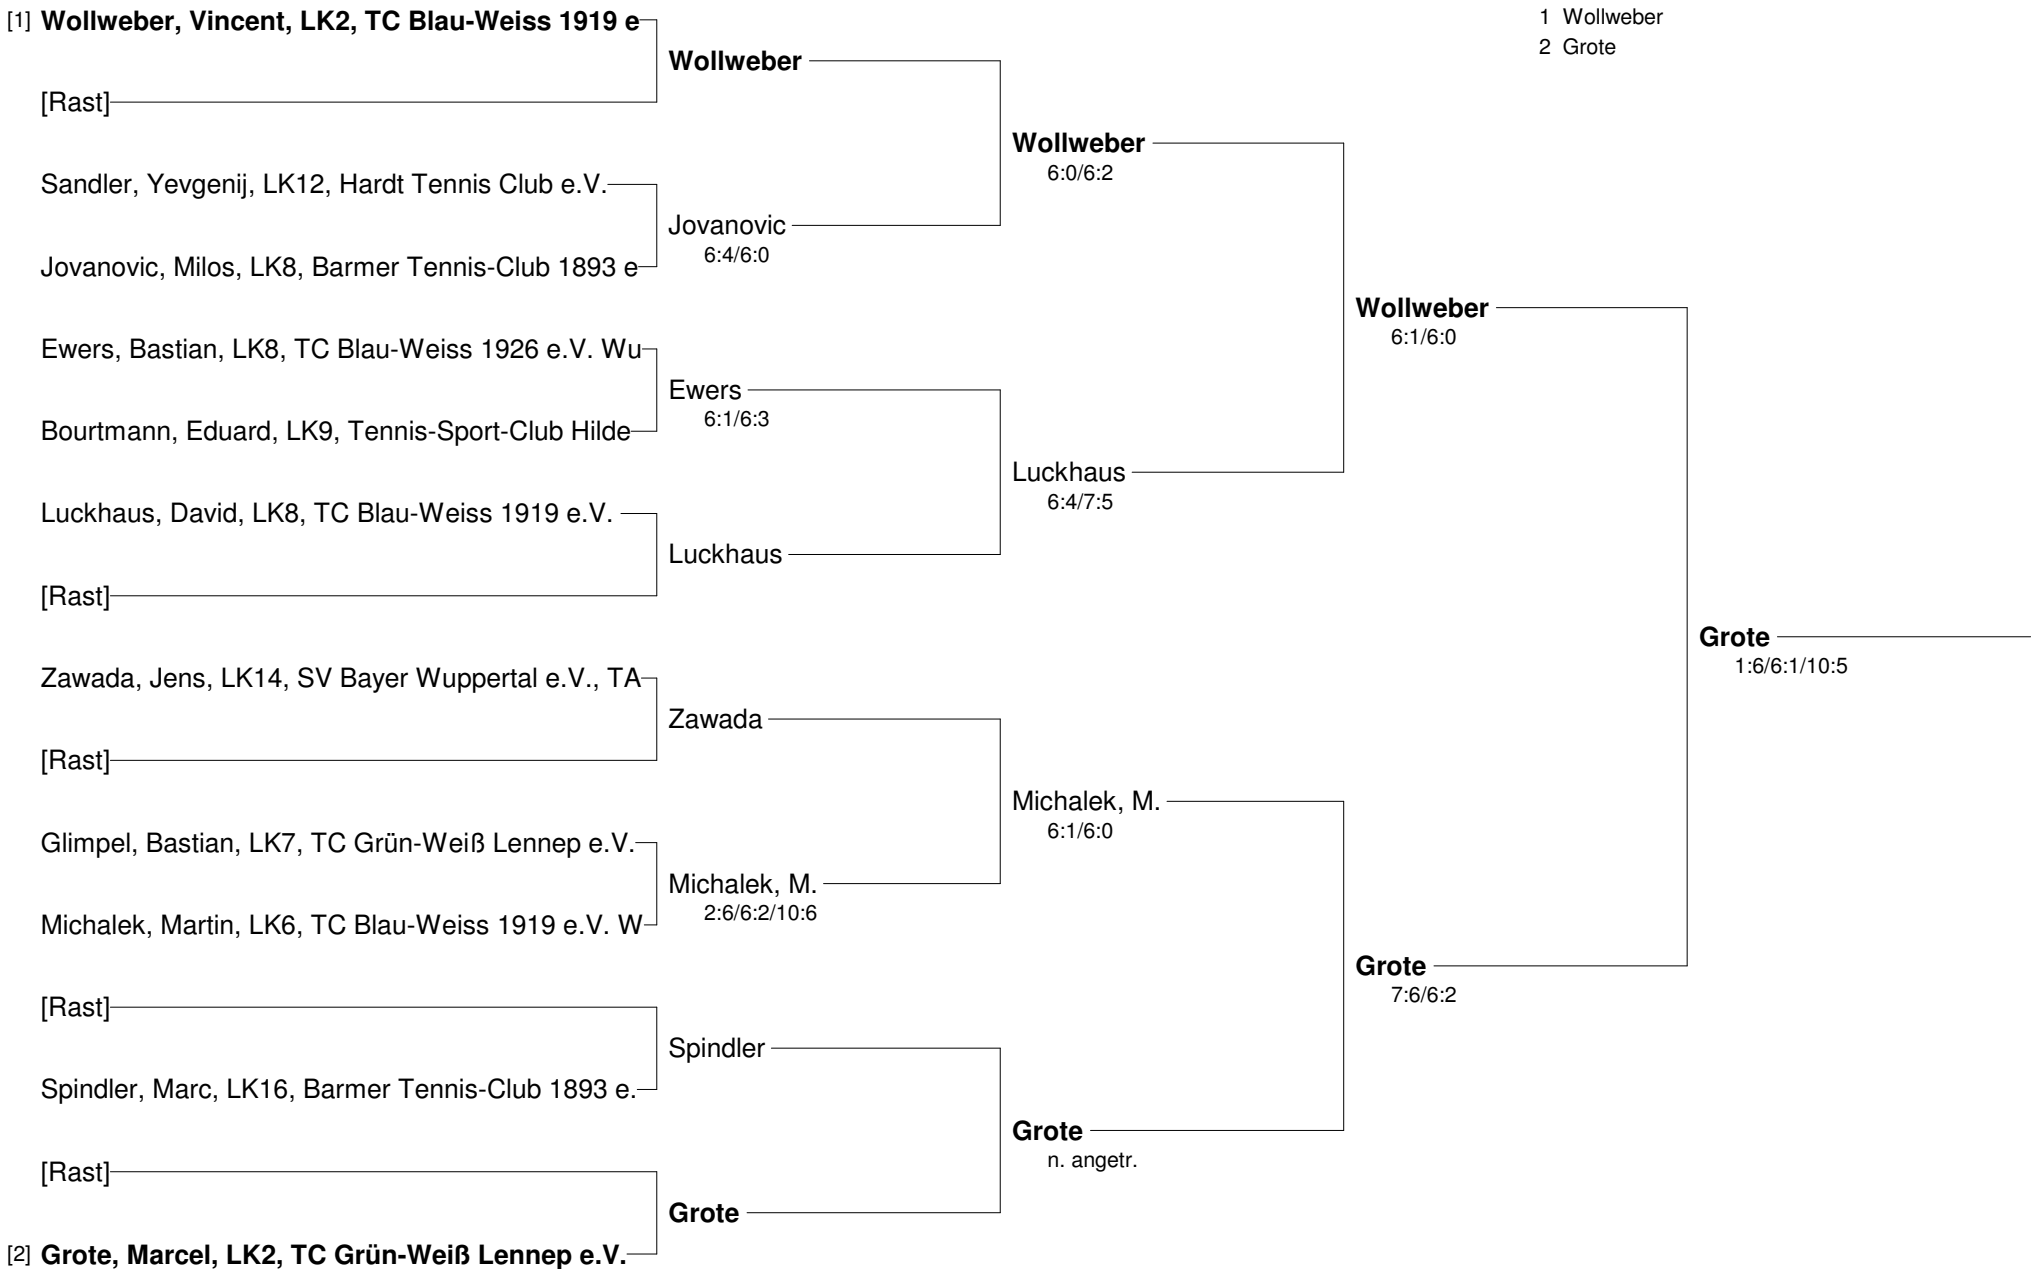 [1] Wollweber, Vincent, LK2, TC Blau-Weiss 1919 e
[Rast]
Sandler, Yevgenij, LK12, Hardt Tennis Club e.V.
Jovanovic, Milos, LK8, Barmer Tennis-Club 1893 e
Ewers, Bastian, LK8, TC Blau-Weiss 1926 e.V. Wu
Bourtmann, Eduard, LK9, Tennis-Sport-Club Hilde
Luckhaus, David, LK8, TC Blau-Weiss 1919 e.V.
[Rast]
Zawada, Jens, LK14, SV Bayer Wuppertal e.V., TA
[Rast]
Glimpel, Bastian, LK7, TC Grün-Weiß Lennep e.V.
Michalek, Martin, LK6, TC Blau-Weiss 1919 e.V. W
[Rast]
Spindler, Marc, LK16, Barmer Tennis-Club 1893 e.
[Rast]
[2] Grote, Marcel, LK2, TC Grün-Weiß Lennep e.V.
Wollweber
Jovanovic
6:4/6:0
Ewers
6:1/6:3
Luckhaus
Zawada
Michalek, M.
2:6/6:2/10:6
Spindler
Grote
Wollweber
6:0/6:2
Luckhaus
6:4/7:5
Michalek, M.
6:1/6:0
Grote
n. angetr.
Wollweber
6:1/6:0
Grote
7:6/6:2
Grote
1:6/6:1/10:5
1 Wollweber
2 Grote